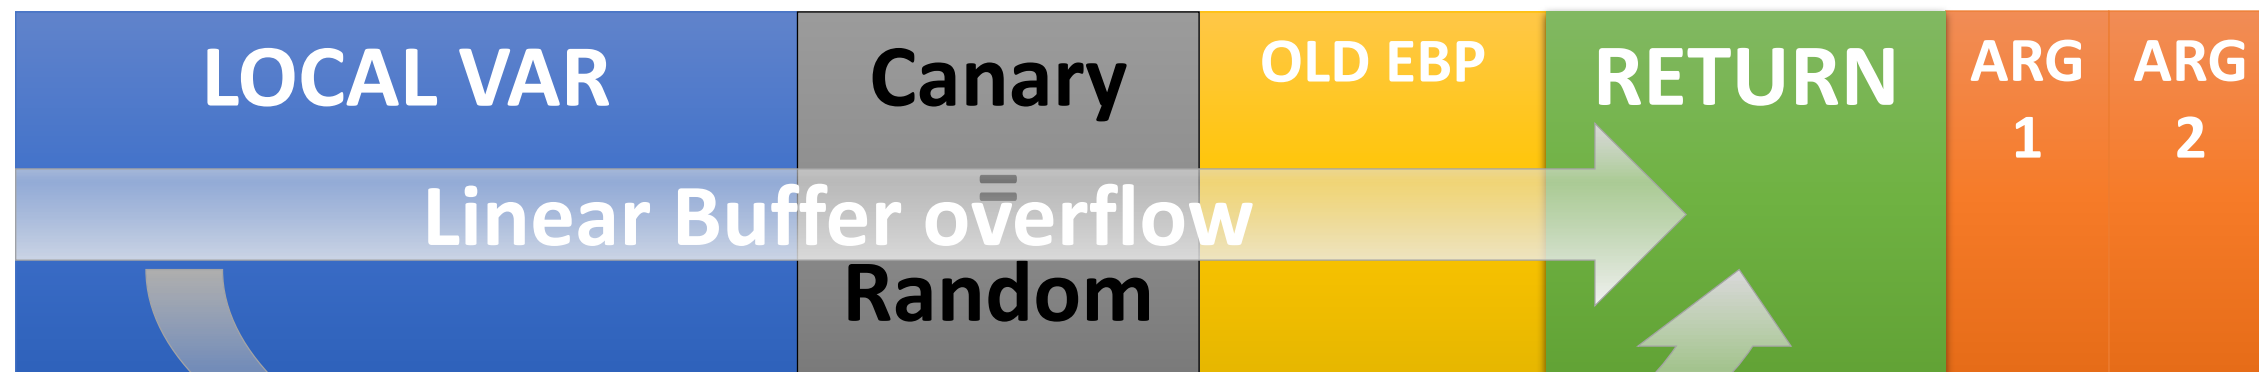 LOCAL VAR
Canary
=
Random
OLD EBP
RETURN
ARG
1
ARG
2
Linear Buffer overflow